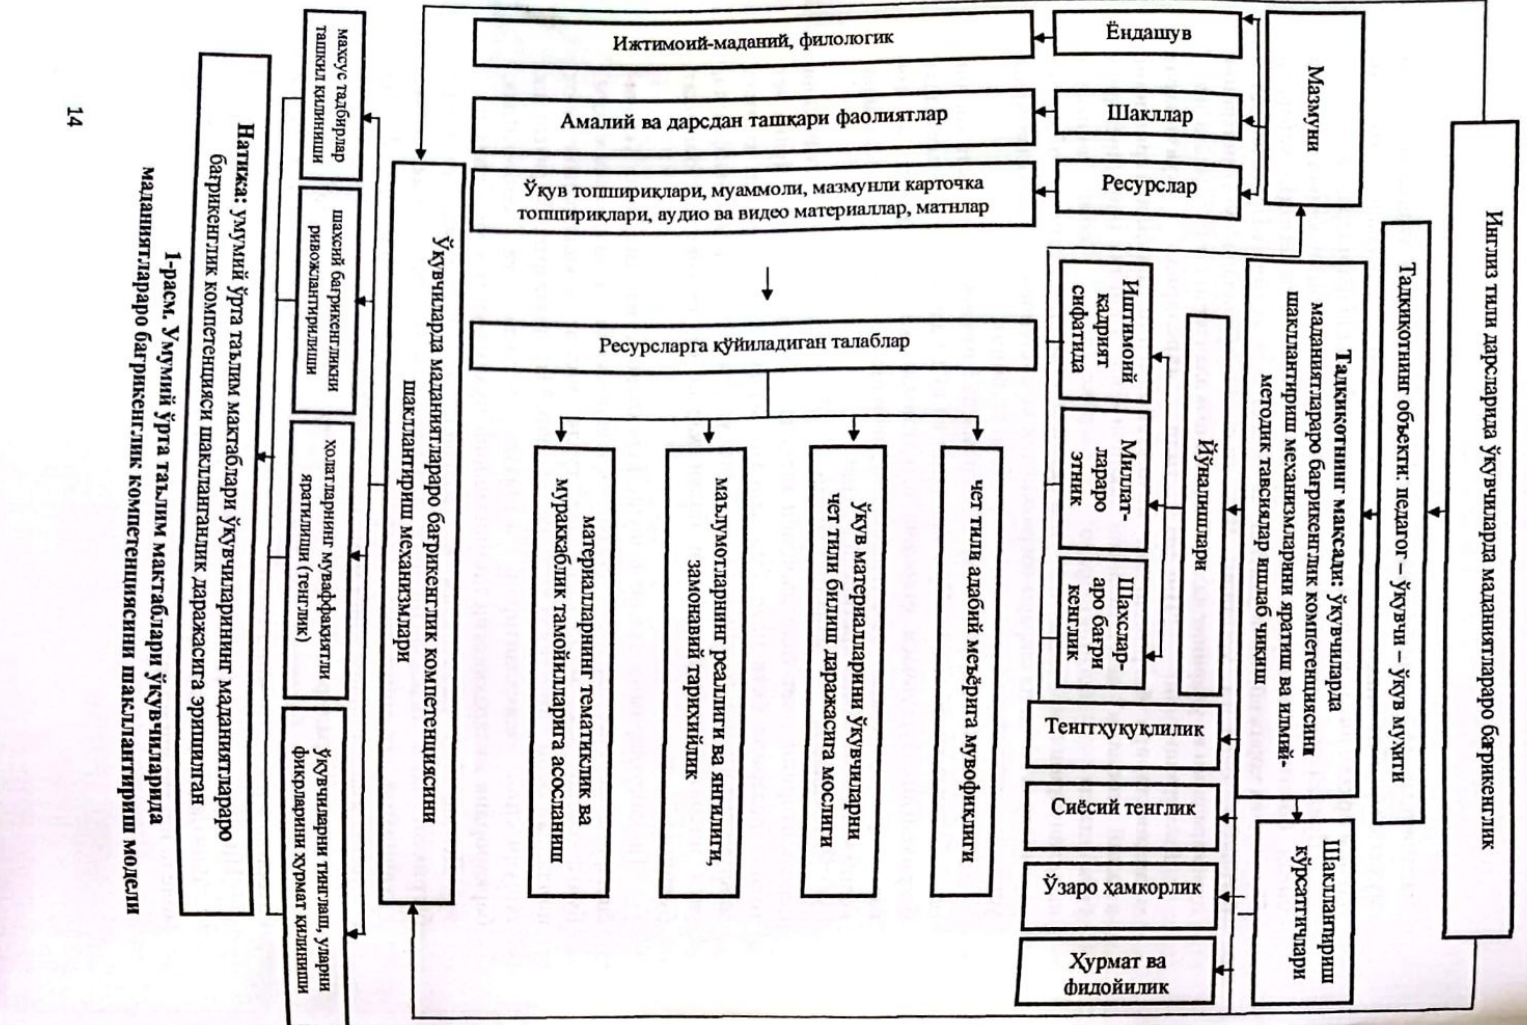 Инглиз тили дарсларида ўқувчиларда маданиятлараро бағрикенглик
Тадқиқотнинг объекти: педагог – ўқувчи – ўқув муҳити
Тадқиқотнинг мақсади: ўқувчиларда
маданиятлараро бағрикенглик компетенциясини
шакллантириш механизмларини яратиш ва илмий-
методик тавсиялар ишлаб чиқиш
Мазмуни
Ёндашув
Шакллар
Ресурслар
Ижтимоий-маданий, филологик
Амалий ва дарсдан ташқари фаолиятлар
Ўқув топшириқлари, муаммоли, мазмунли карточка
топшириқлари, аудио ва видео материаллар, матнлар
Йўналишлари
Иштимоий
қадрият
сифатида
Миллат-
лараро
этник
Шахслар-
аро бағри
кенглик
Шакллантириш
кўрсатгичлари
Тенггҳуқуқлилик
Сиёсий тенглик
Ўзаро ҳамкорлик
Ҳурмат ва
фидойилик
Ресурсларга қўйиладиган талаблар
чет тили адабий меъёрига мувофиқлиги
ўқув материалларини ўқувчиларни
чет тили билиш даражасига мослиги
маълумотларнинг реаллиги ва янгилиги,
замонавий тарихийлик
материалларнинг тематиклик ва
мураккаблик тамойилларига асосланиш
Ўқувчиларда маданиятлараро бағрикенглик компетенциясини
шакллантириш механизмлари
махсус тадбирлар
ташкил қилиниши
шахсий бағрикенгликни
ривожлантирилиши
ҳолатларнинг муваффақиятли
яратилиши (тенглик)
ўқувчиларни тинглаш, уларни
фикрларини ҳурмат қилиниши
Натижа: умумий ўрта таълим мактаблари ўқувчиларининг маданиятлараро
бағрикенглик компетенцияси шаклланганлик даражасига эришилган
1-расм. Умумий ўрта таълим мактаблари ўқувчиларида
маданиятлараро бағрикенглик компетенциясини шакллантириш модели
14